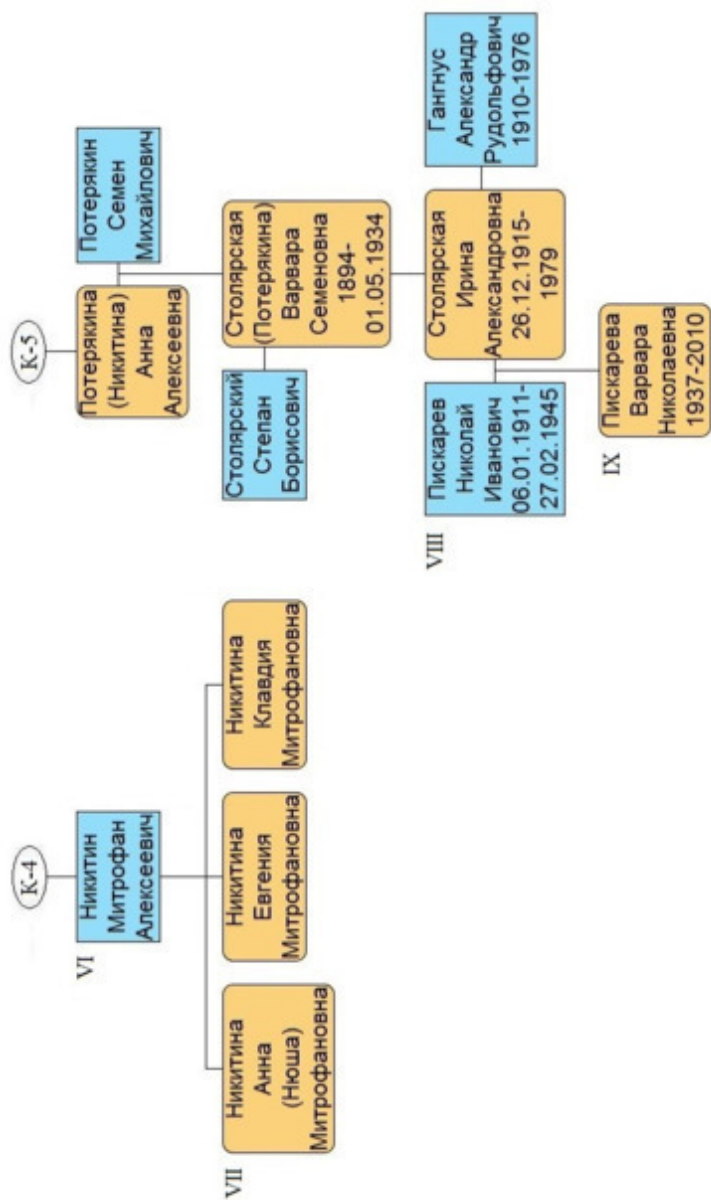 К-4
VI
Никитин
Митрофан
Алексеевич
VII
Никитина
Анна
(Нюша)
Митрофановна
Никитина
Евгения
Митрофановна
Никитина
Клавдия
Митрофановна
К-5
Потерякина
(Никитина)
Анна
Алексеевна
Потерякин
Семен
Михайлович
Столярский
Степан
Борисович
Столярская
(Потерякина)
Варвара
Семеновна
1894-
01.05.1934
VIII
Пискарев
Николай
Иванович
06.01.1911-
27.02.1945
Столярская
Ирина
Александровна
26.12.1915-
1979
Гангнус
Александр
Рудольфович
1910-1976
IX
Пискарева
Варвара
Николаевна
1937-2010